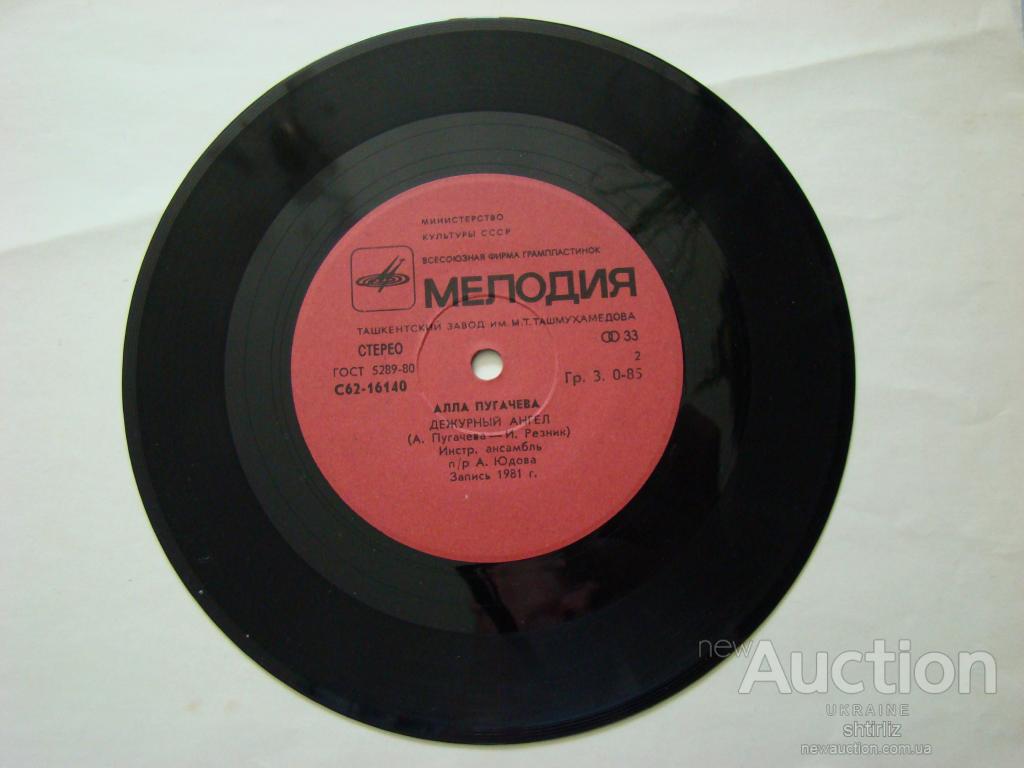 МИНИСТЕРСТВО
КУЛЬТУРЫ СССР
ВСЕСОЮЗНАЯ ФИРМА ГРАМПЛАСТИНОК
МЕЛОДИЯ
ТАШКЕНТСКИЙ ЗАВОД ИМ. М.Т. ТАШМУХАМЕДОВА
СТЕРЕО 33
ГОСТ 5289-80 2
С62-16140 Гр. 3. 0-85
АЛЛА ПУГАЧЕВА
ДЕЖУРНЫЙ АНГЕЛ
(А. Пугачева — И. Резник)
Инстр. ансамбль
п/р А. Юдова
Запись 1981 г.
newAuction
UKRAINE
shtirliz
newauction.com.ua